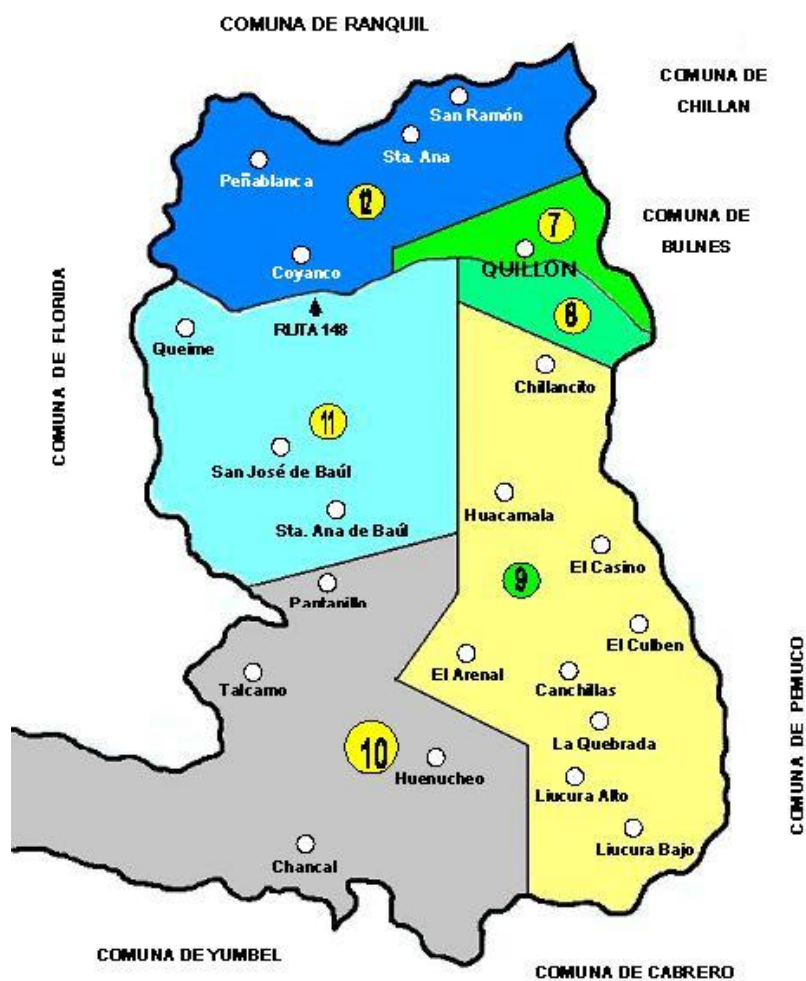 COMUNA DE RANQUIL
COMUNA DE
CHILLAN
San Ramón
Sta. Ana
Peñablanca
12
7
COMUNA DE
BULNES
Coyanco
QUILLON
8
RUTA 148
Queime
COMUNA DE FLORIDA
Chillancito
11
San José de Baúl
Huacamala
Sta. Ana de Baúl
El Casino
9
Pantanillo
El Culben
El Arenal
Canchillas
Talcamo
COMUNA DE PEMUCO
La Quebrada
10
Huenucheo
Liucura Alto
Liucura Bajo
Chancal
COMUNA DE YUMBEL
COMUNA DE CABRERO